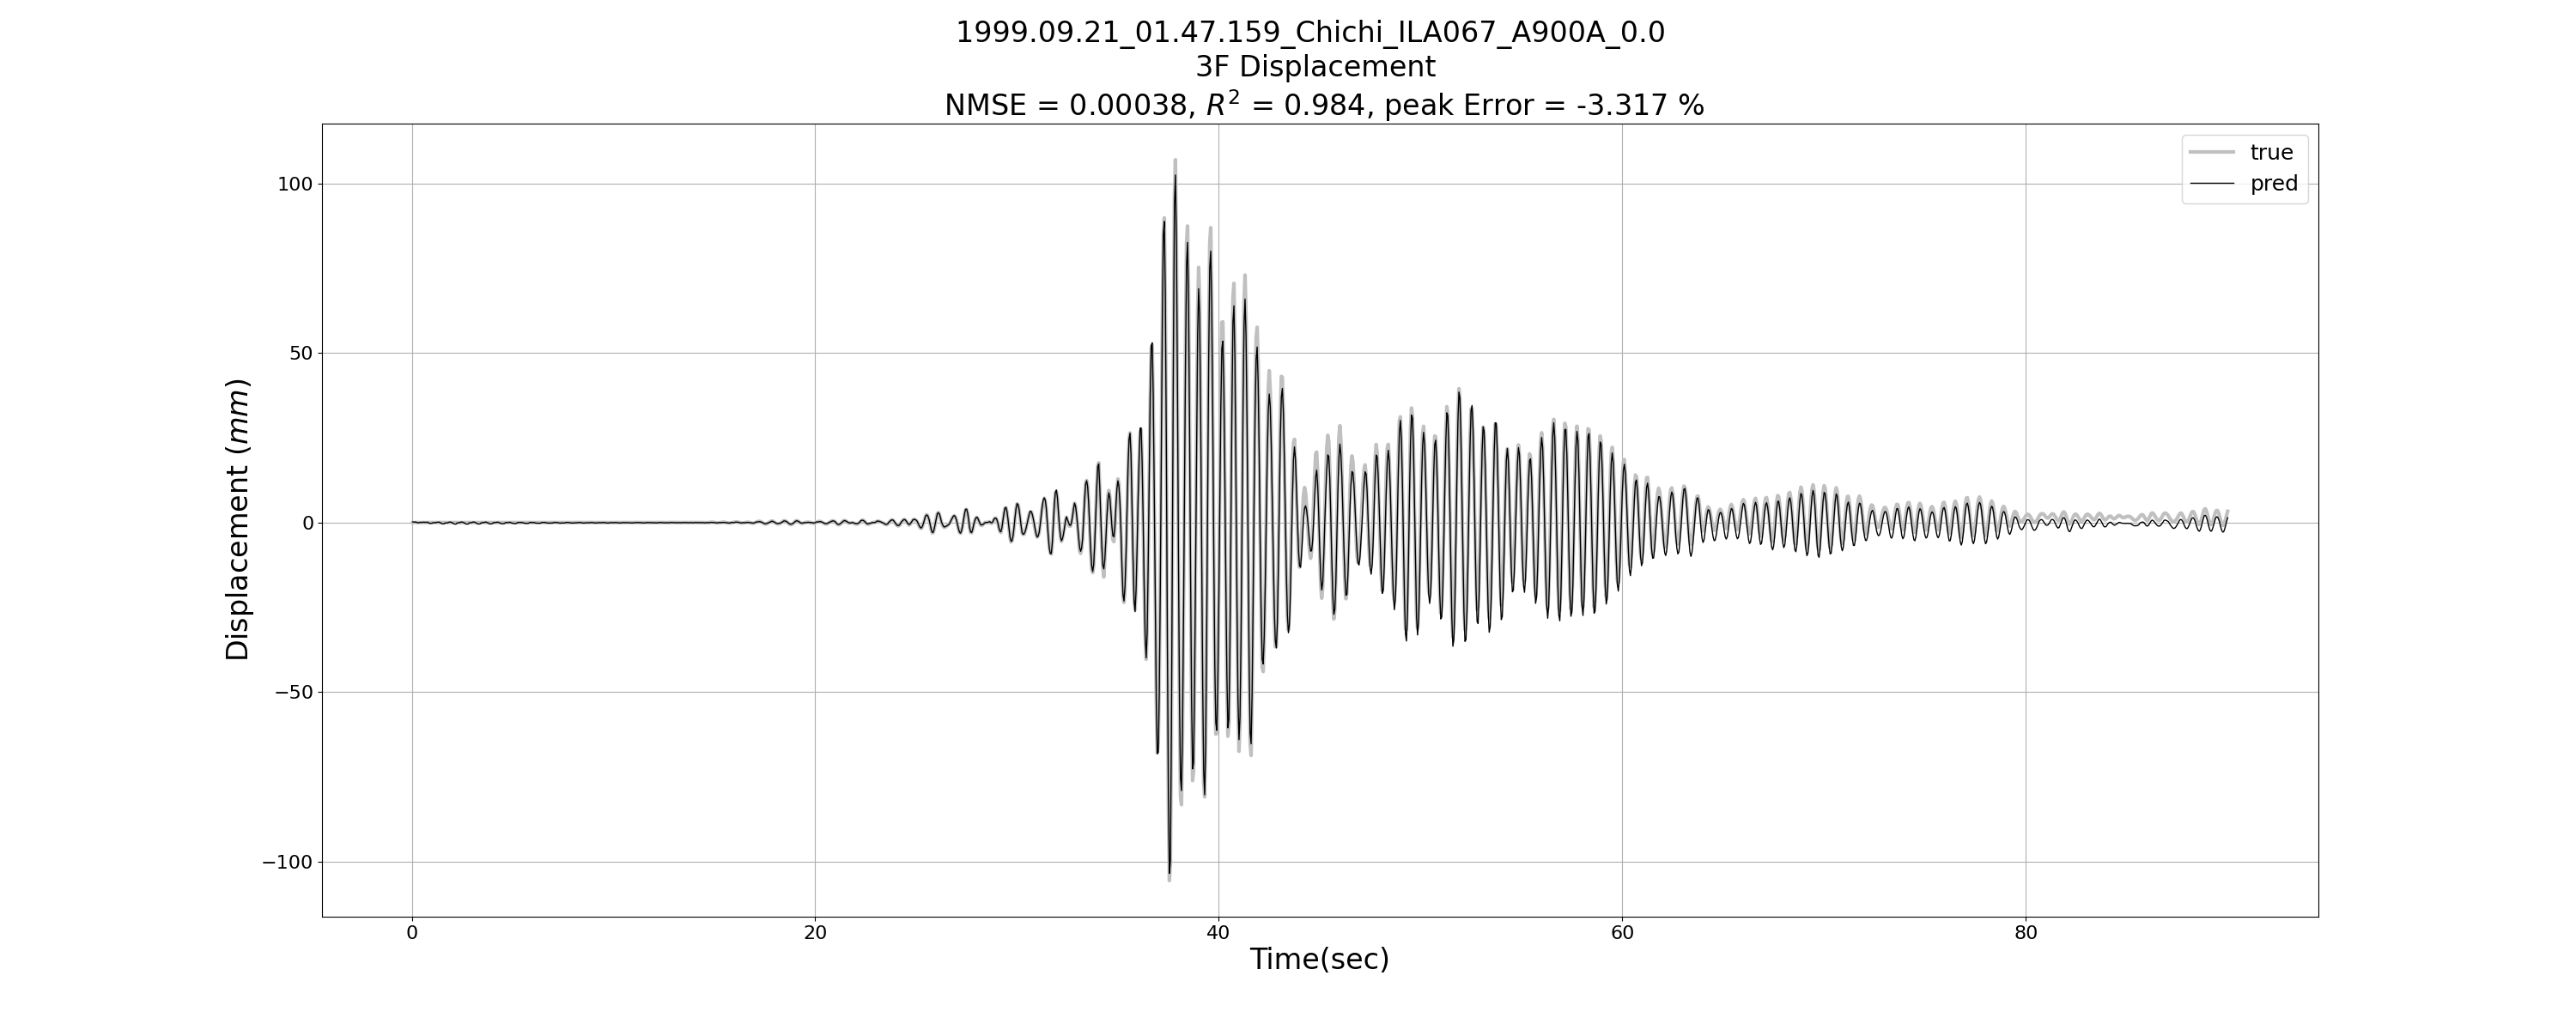 1999.09.21_01.47.159_Chichi_ILA067_A900A_0.0
3F Displacement
NMSE = 0.00038, R² = 0.984, peak Error = -3.317 %
true
pred
100
50
0
−50
−100
Displacement (mm)
0
20
40
60
80
Time(sec)